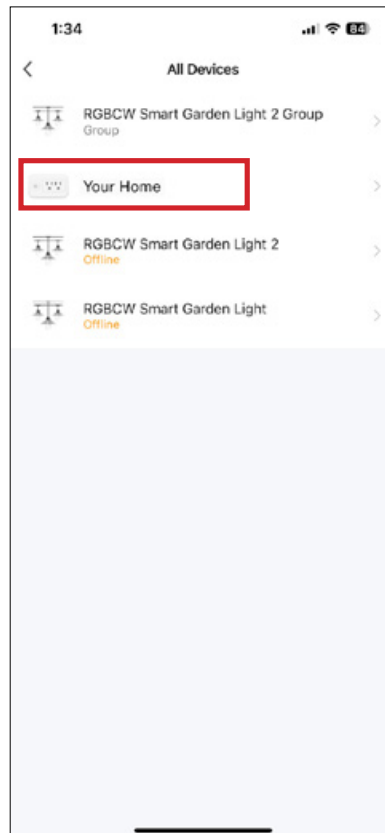 1:34
84
All Devices
RGBCW Smart Garden Light 2 Group
Group
Your Home
RGBCW Smart Garden Light 2
Offline
RGBCW Smart Garden Light
Offline